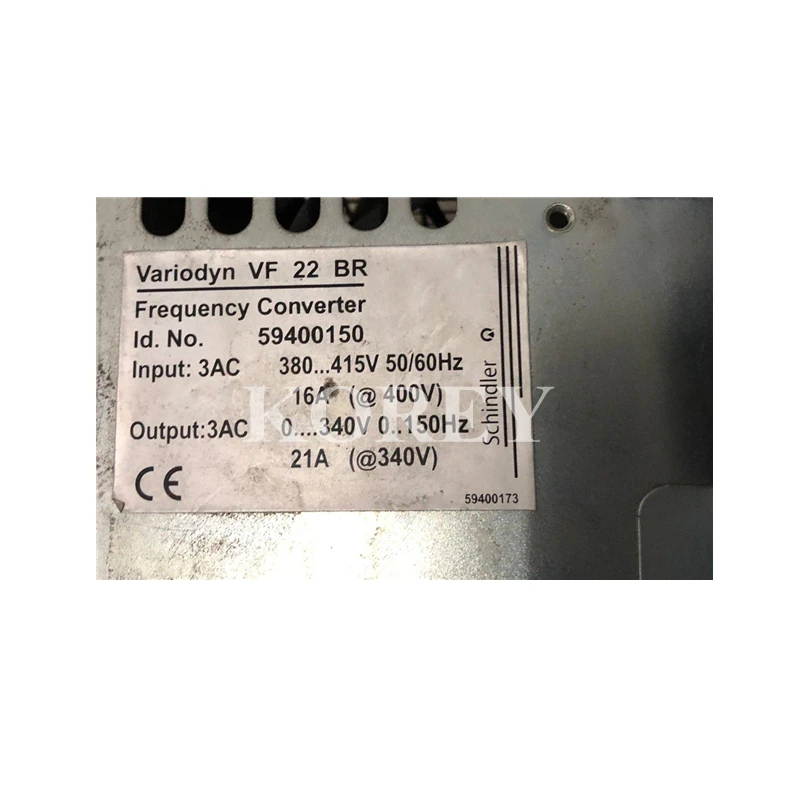 Variodyn VF 22 BR
Frequency Converter
Id. No. 59400150
Input: 3AC 380...415V 50/60Hz
16A (@ 400V)
Output:3AC 0....340V 0..150Hz
21A (@340V)
CE
59400173
Schindler
KOREY